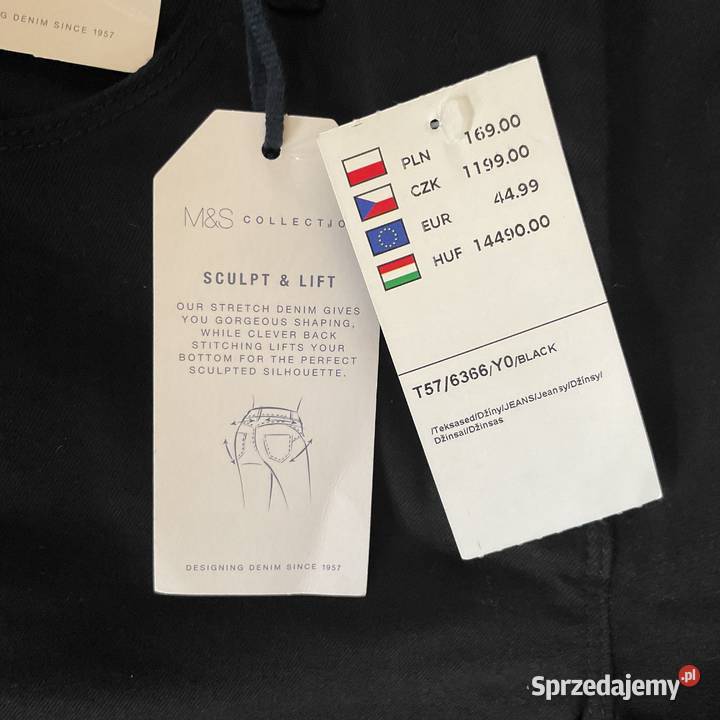 G DENIM SINCE 1957
M&S COLLECTIO
SCULPT & LIFT
OUR STRETCH DENIM GIVES
YOU GORGEOUS SHAPING,
WHILE CLEVER BACK
STITCHING LIFTS YOUR
BOTTOM FOR THE PERFECT
SCULPTED SILHOUETTE.
DESIGNING DENIM SINCE 1957
PLN 169.00
CZK 1199.00
EUR 44.99
HUF 14490.00
T57/6366/Y0/BLACK
/Teksased/Džíny/JEANS/Jeansy/Džínsy/
Džinsai/Džinsas
Sprzedajemy.pl